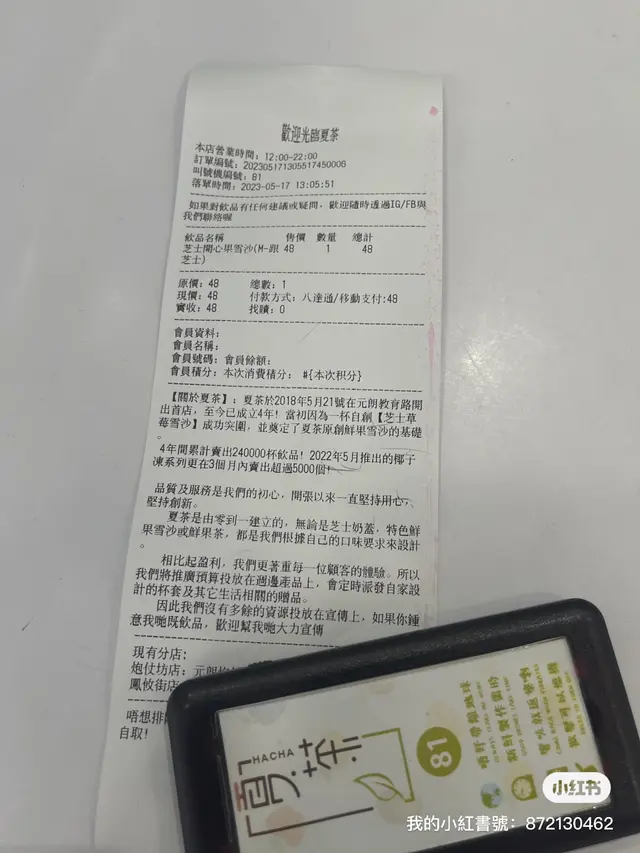 歡迎光臨夏茶
本店營業時間：12:00-22:00
訂單編號：202305171305517450006
叫號機編號：81
落單時間：2023-05-17 13:05:51
如果對飲品有任何建議或疑問，歡迎隨時透過IG/FB與
我們聯絡喔
飲品名稱 售價 數量 總計
芝士開心果雪沙(M-跟 48 1 48
芝士)
原價：48 總數：1
現價：48 付款方式：八達通/移動支付:48
實收：48 找贖：0
會員資料：
會員名稱：
會員號碼：會員餘額：
會員積分：本次消費積分： #{本次积分}
【關於夏茶】：夏茶於2018年5月21號在元朗教育路開
出首店，至今已成立4年！當初因為一杯自創【芝士草
莓雪沙】成功突圍，並奠定了夏茶原創鮮果雪沙的基礎
。
4年間累計賣出240000杯飲品！2022年5月推出的椰子
凍系列更在3個月內賣出超過5000個！
品質及服務是我們的初心，開張以來一直堅持用心，
堅持創新。
夏茶是由零到一建立的，無論是芝士奶蓋，特色鮮
果雪沙或鮮果茶，都是我們根據自己的口味要求來設計
。
相比起盈利，我們更著重每一位顧客的體驗。所以
我們將推廣預算投放在週邊產品上，會定時派發自家設
計的杯套及其它生活相關的贈品。
因此我們沒有多餘的資源投放在宣傳上，如果你鍾
意我哋既飲品，歡迎幫我哋大力宣傳
現有分店：
炮仗坊店：元朗
鳳攸街店
唔想排
自取！
夏茶
HACHA
81
小红书
我的小紅書號：872130462